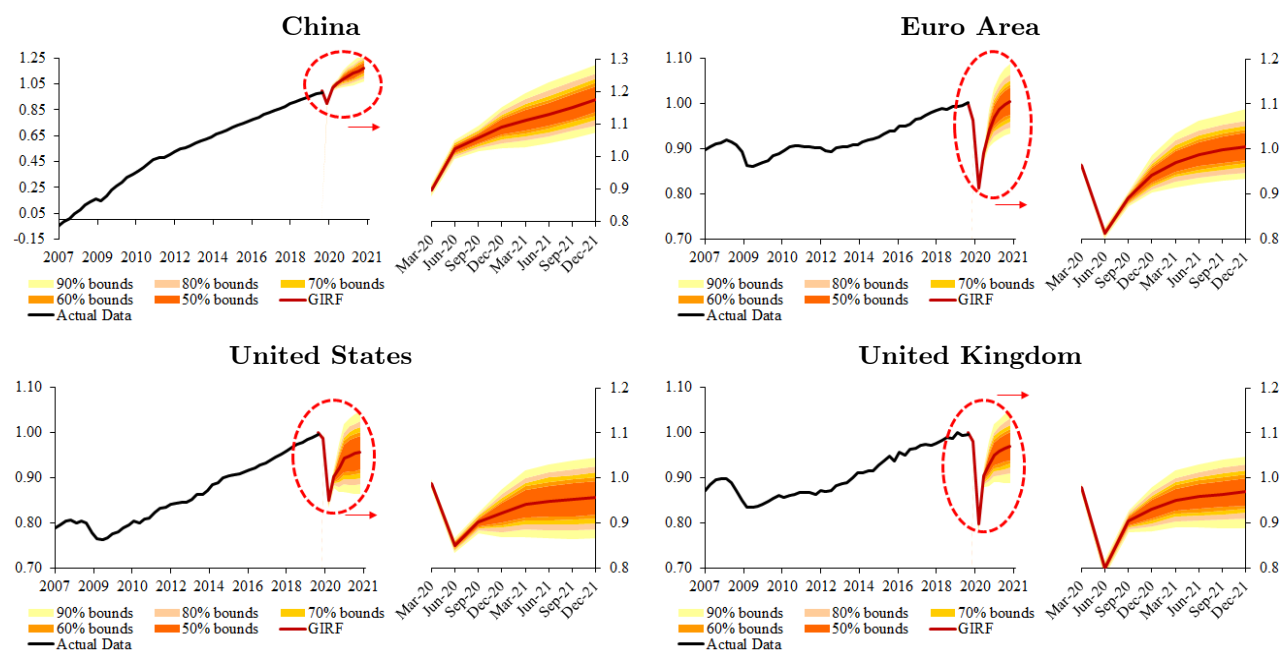 China
1.25
1.05
0.85
0.65
0.45
0.25
0.05
-0.15
2007 2009 2010 2012 2014 2016 2018 2020 2021
1.3
1.2
1.1
1.0
0.9
0.8
Mar-20 Jun-20 Sep-20 Dec-20 Mar-21 Jun-21 Sep-21 Dec-21
90% bounds 80% bounds 70% bounds
60% bounds 50% bounds GIRF
Actual Data
Euro Area
1.10
1.00
0.90
0.80
0.70
2007 2009 2010 2012 2014 2016 2018 2020 2021
1.2
1.1
1.0
0.9
0.8
Mar-20 Jun-20 Sep-20 Dec-20 Mar-21 Jun-21 Sep-21 Dec-21
90% bounds 80% bounds 70% bounds
60% bounds 50% bounds GIRF
Actual Data
United States
1.10
1.00
0.90
0.80
0.70
2007 2009 2010 2012 2014 2016 2018 2020 2021
1.2
1.1
1.0
0.9
0.8
Mar-20 Jun-20 Sep-20 Dec-20 Mar-21 Jun-21 Sep-21 Dec-21
90% bounds 80% bounds 70% bounds
60% bounds 50% bounds GIRF
Actual Data
United Kingdom
1.10
1.00
0.90
0.80
0.70
2007 2009 2010 2012 2014 2016 2018 2020 2021
1.2
1.1
1.0
0.9
0.8
Mar-20 Jun-20 Sep-20 Dec-20 Mar-21 Jun-21 Sep-21 Dec-21
90% bounds 80% bounds 70% bounds
60% bounds 50% bounds GIRF
Actual Data